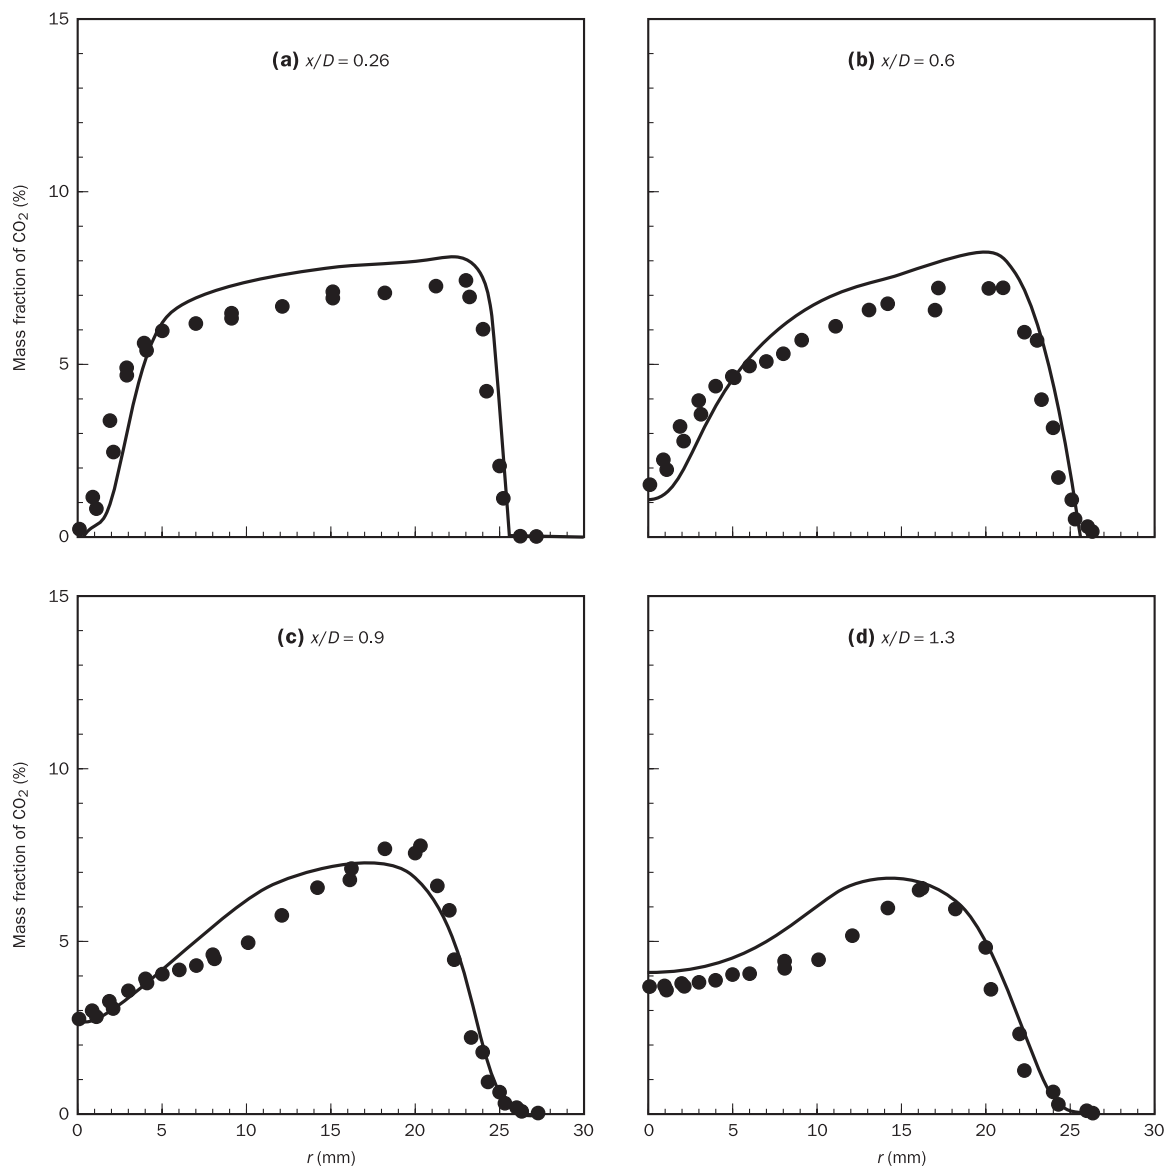 15
(a) x/D = 0.26
(b) x/D = 0.6
10
Mass fraction of CO2 (%)
5
0
15
(c) x/D = 0.9
(d) x/D = 1.3
10
Mass fraction of CO2 (%)
5
0
0 5 10 15 20 25 30
0 5 10 15 20 25 30
r (mm)
r (mm)